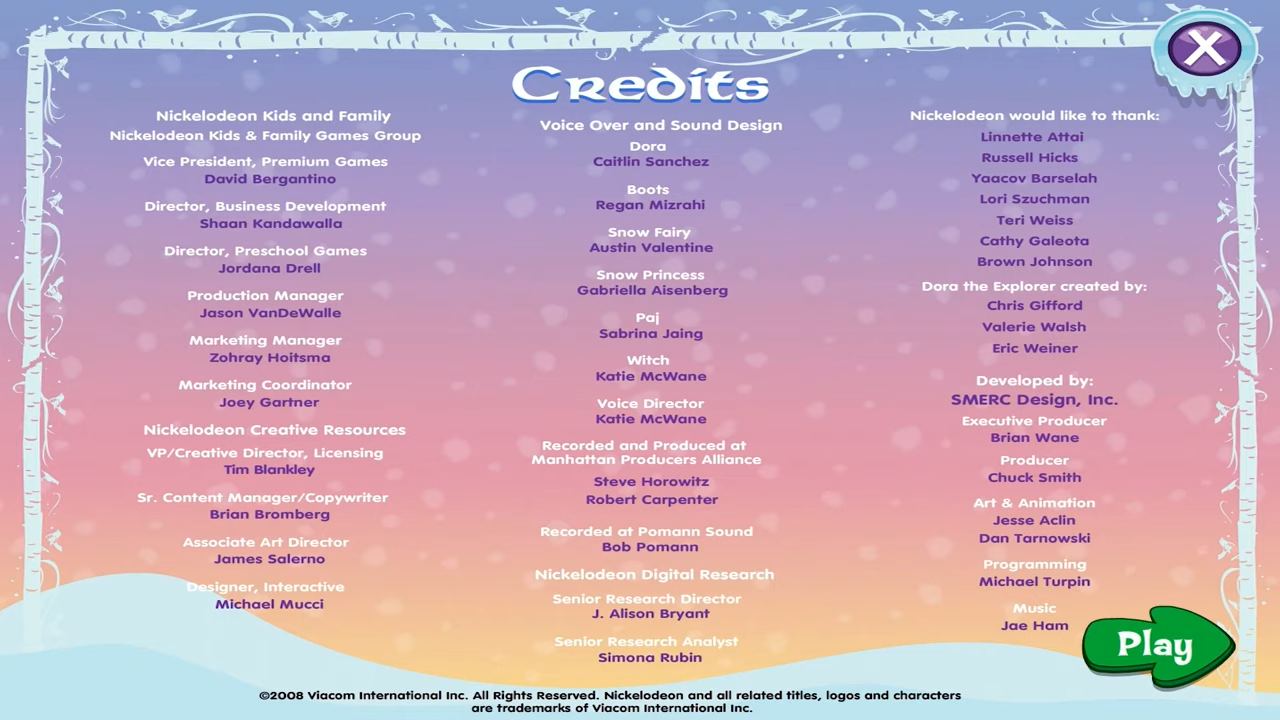 Credits
Nickelodeon Kids and Family
Nickelodeon Kids & Family Games Group
Vice President, Premium Games
David Bergantino
Director, Business Development
Shaan Kandawalla
Director, Preschool Games
Jordana Drell
Production Manager
Jason VanDeWalle
Marketing Manager
Zohray Hoitsma
Marketing Coordinator
Joey Gartner
Nickelodeon Creative Resources
VP/Creative Director, Licensing
Tim Blankley
Sr. Content Manager/Copywriter
Brian Bromberg
Associate Art Director
James Salerno
Designer, Interactive
Michael Mucci
Voice Over and Sound Design
Dora
Caitlin Sanchez
Boots
Regan Mizrahi
Snow Fairy
Austin Valentine
Snow Princess
Gabriella Aisenberg
Paj
Sabrina Jaing
Witch
Katie McWane
Voice Director
Katie McWane
Recorded and Produced at
Manhattan Producers Alliance
Steve Horowitz
Robert Carpenter
Recorded at Pomann Sound
Bob Pomann
Nickelodeon Digital Research
Senior Research Director
J. Alison Bryant
Senior Research Analyst
Simona Rubin
Nickelodeon would like to thank:
Linnette Attai
Russell Hicks
Yaacov Barselah
Lori Szuchman
Teri Weiss
Cathy Galeota
Brown Johnson
Dora the Explorer created by:
Chris Gifford
Valerie Walsh
Eric Weiner
Developed by:
SMERC Design, Inc.
Executive Producer
Brian Wane
Producer
Chuck Smith
Art & Animation
Jesse Aclin
Dan Tarnowski
Programming
Michael Turpin
Music
Jae Ham
Play
©2008 Viacom International Inc. All Rights Reserved. Nickelodeon and all related titles, logos and characters
are trademarks of Viacom International Inc.